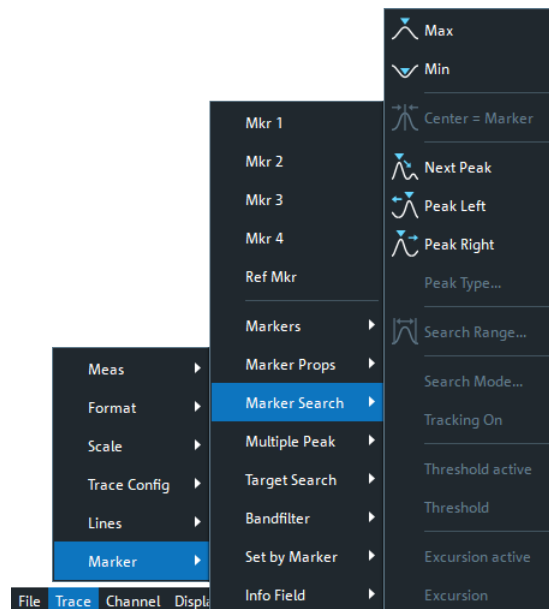 Max
Min
Center = Marker
Next Peak
Peak Left
Peak Right
Peak Type...
Search Range...
Search Mode...
Tracking On
Threshold active
Threshold
Excursion active
Excursion
Mkr 1
Mkr 2
Mkr 3
Mkr 4
Ref Mkr
Markers
Marker Props
Marker Search
Multiple Peak
Target Search
Bandfilter
Set by Marker
Info Field
Meas
Format
Scale
Trace Config
Lines
Marker
File Trace Channel